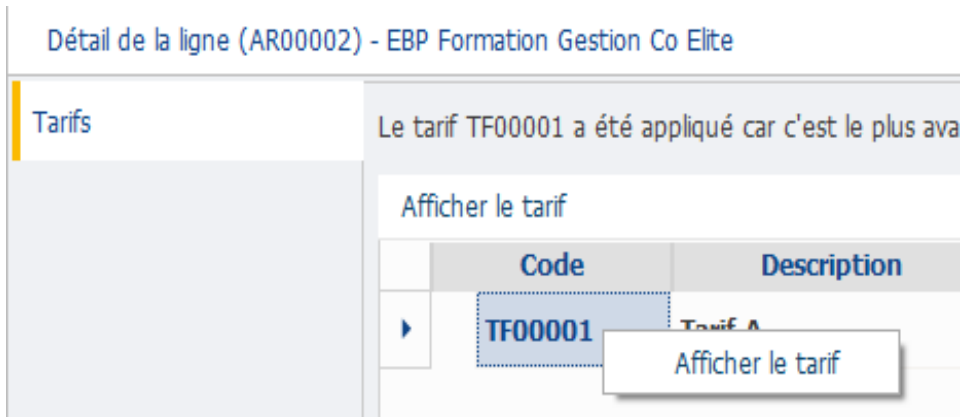 Détail de la ligne (AR00002) - EBP Formation Gestion Co Elite
Tarifs
Le tarif TF00001 a été appliqué car c'est le plus ava
Afficher le tarif
Code Description
TF00001 Tarif A
Afficher le tarif